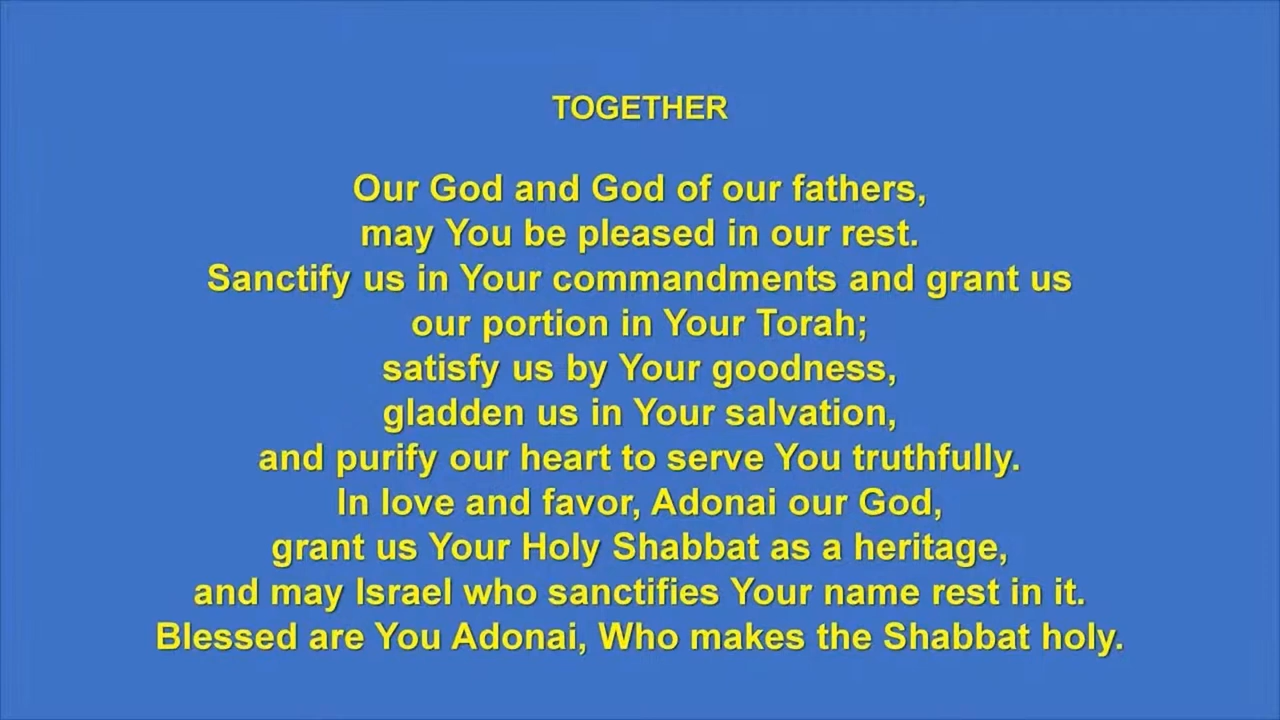 TOGETHER
Our God and God of our fathers,
may You be pleased in our rest.
Sanctify us in Your commandments and grant us
our portion in Your Torah;
satisfy us by Your goodness,
gladden us in Your salvation,
and purify our heart to serve You truthfully.
In love and favor, Adonai our God,
grant us Your Holy Shabbat as a heritage,
and may Israel who sanctifies Your name rest in it.
Blessed are You Adonai, Who makes the Shabbat holy.